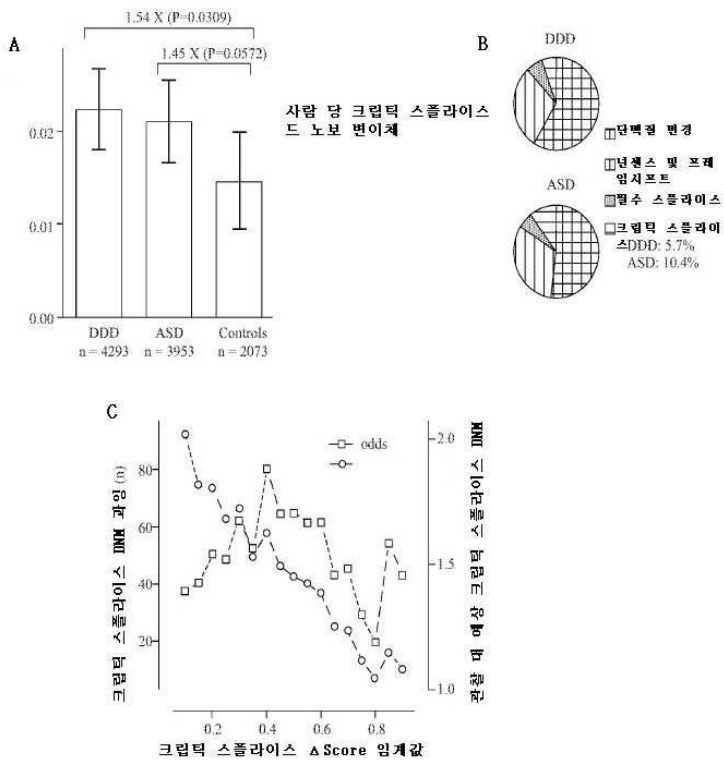 A
1.54 X (P=0.0309)
1.45 X (P=0.0572)
0.02
0.01
0.00
DDD
n = 4293
ASD
n = 3953
Controls
n = 2073
사람 당 크립틱 스플라이스
드 노보 변이체
B
DDD
ASD
단백질 변경
넌센스 및 프레
임시프트
필수 스플라이스
크립틱 스플라이
스DDD: 5.7%
ASD: 10.4%
C
odds
크립틱 스플라이스 DNM 과잉 (n)
80
60
40
20
2.0
1.5
1.0
관찰 대 예상 크립틱 스플라이스 DNM
0.2
0.4
0.6
0.8
크립틱 스플라이스 ΔScore 임계값